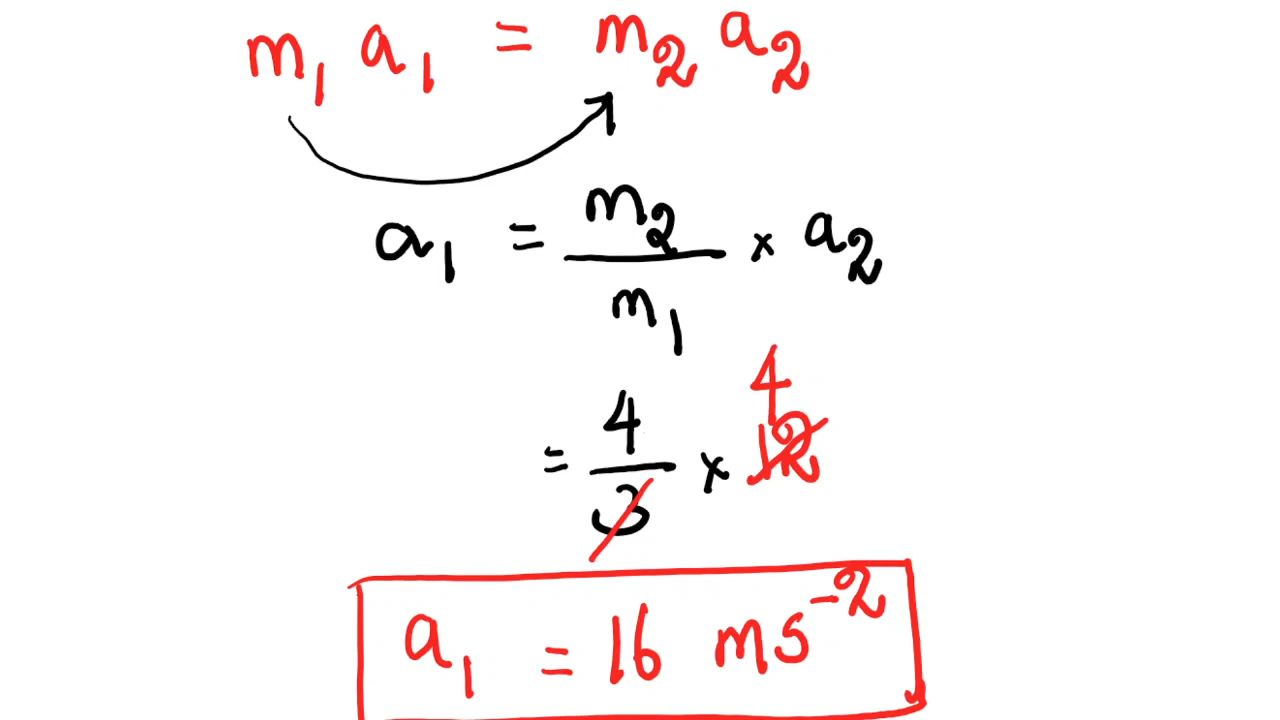 m₁ a₁ = m₂ a₂
a₁ = m₂/m₁ × a₂
= 4/3 × 12 4
a₁ = 16 ms⁻²